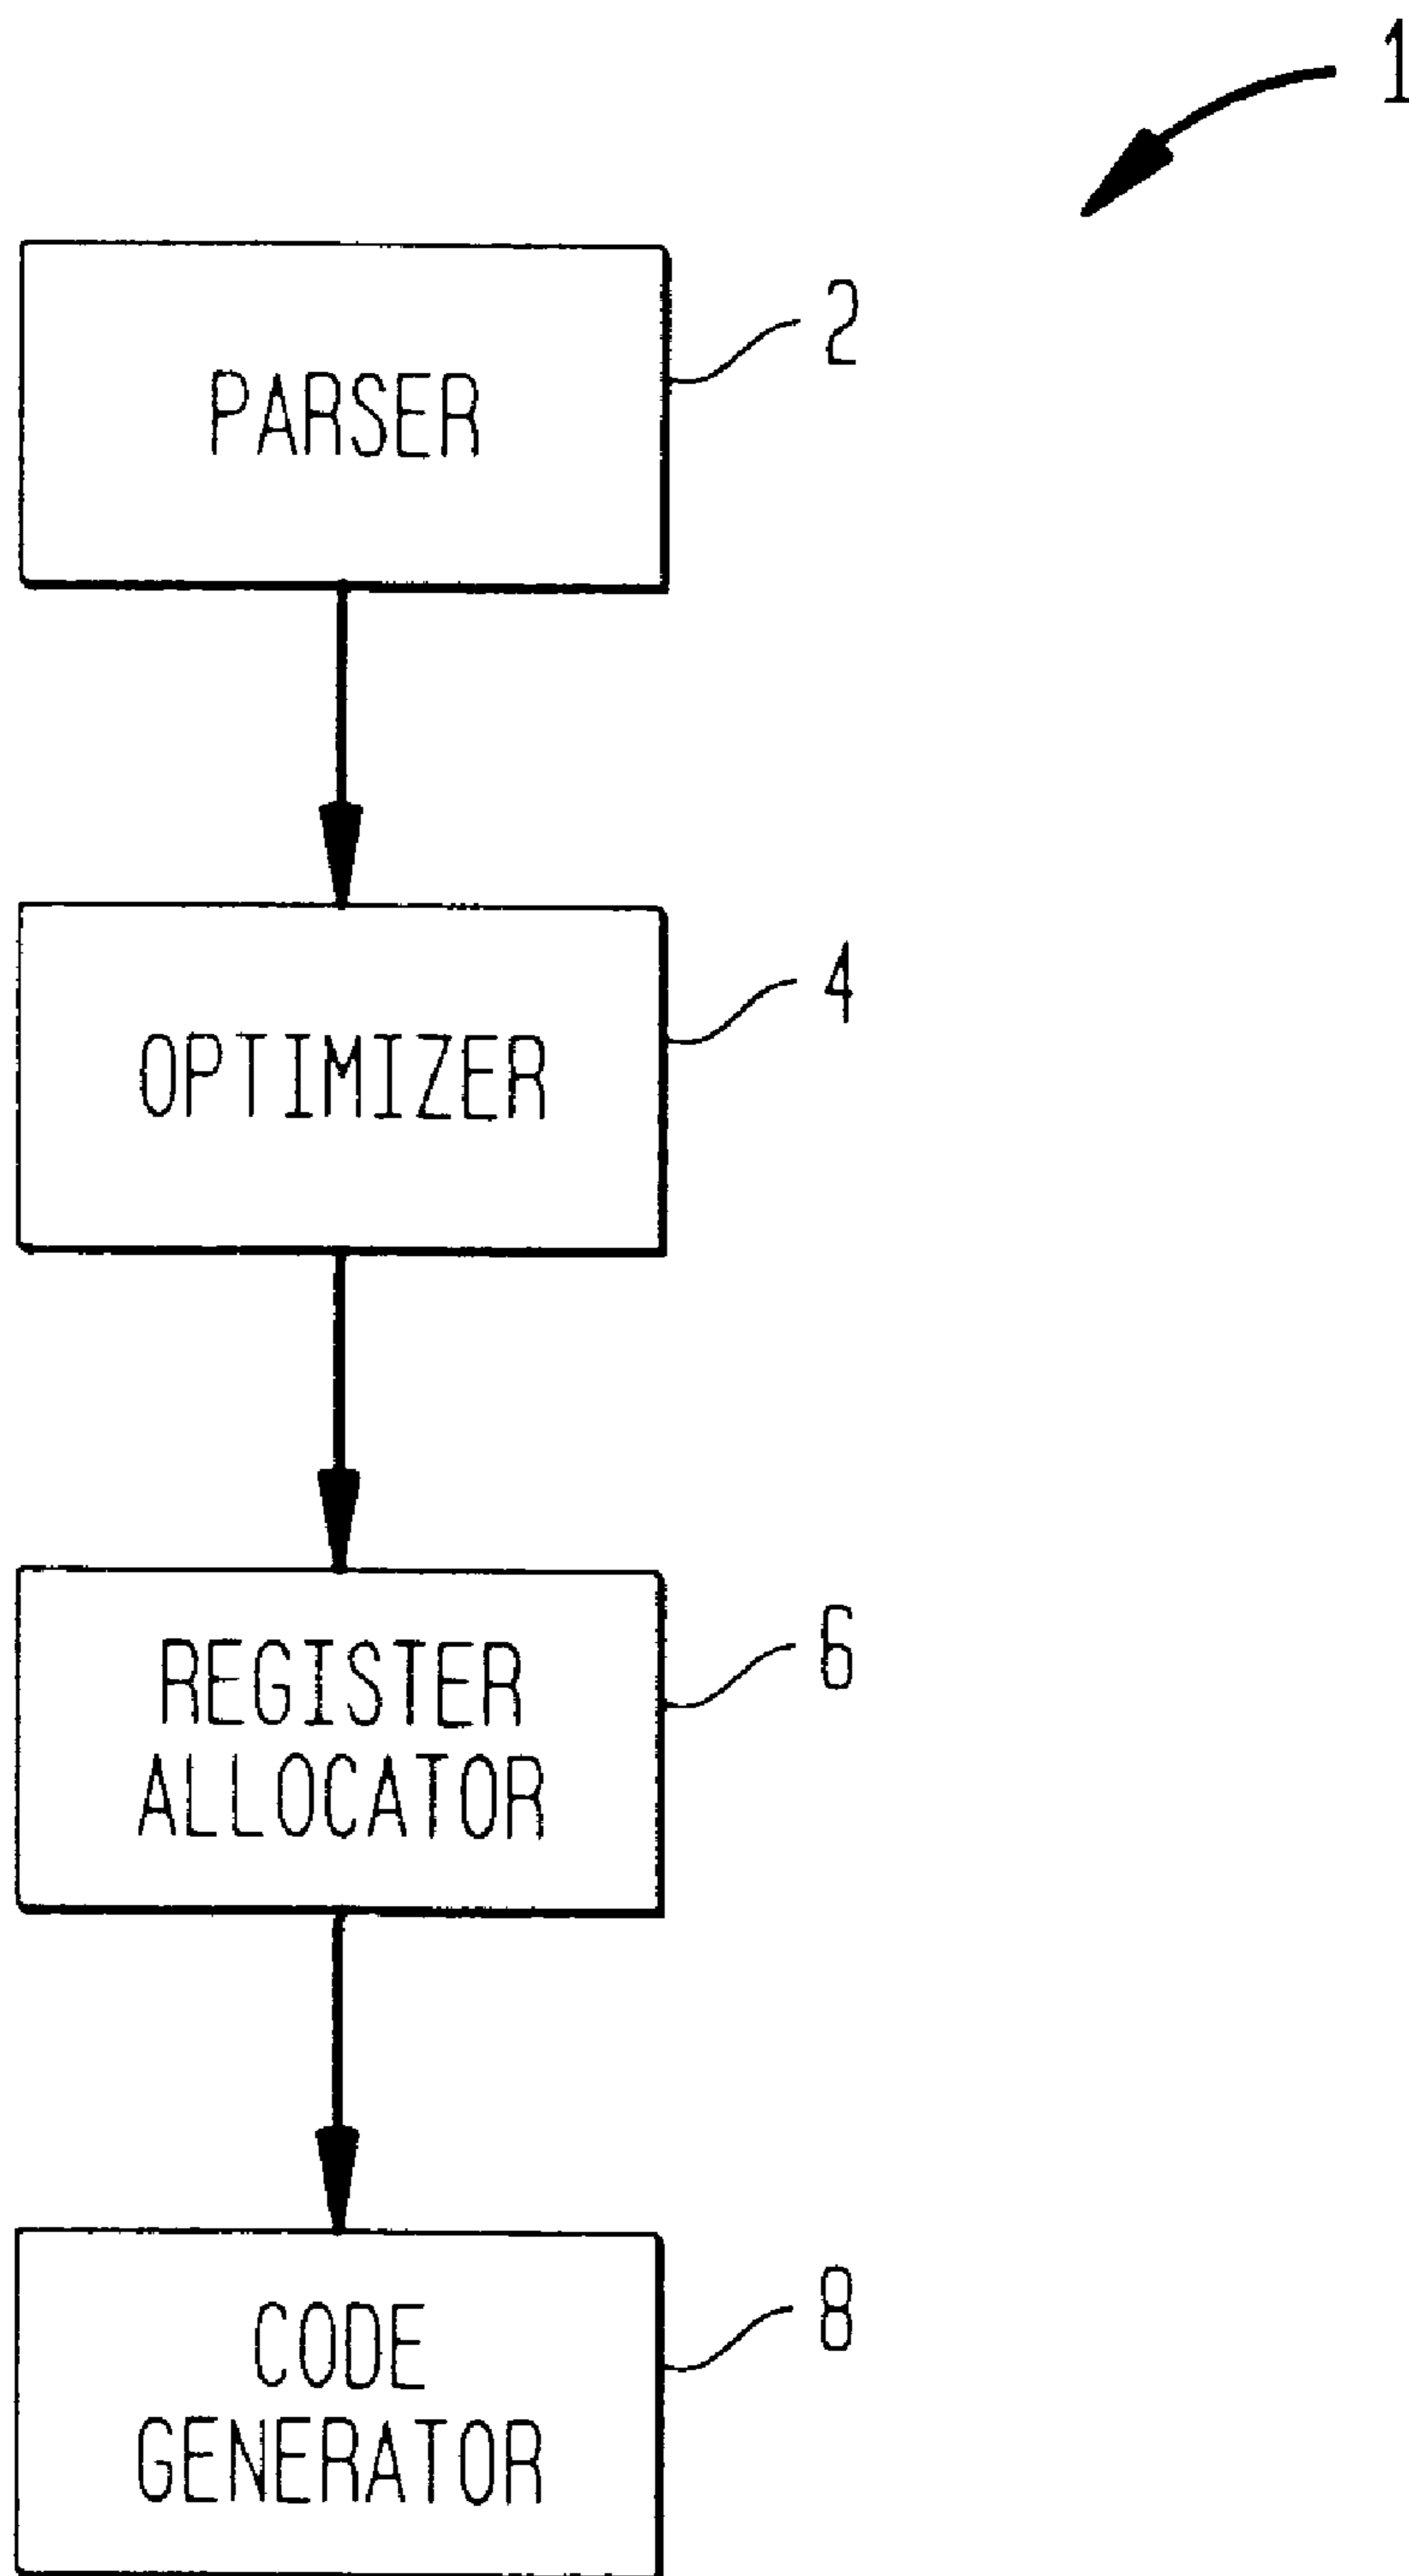 1
2
PARSER
4
OPTIMIZER
6
REGISTER
ALLOCATOR
8
CODE
GENERATOR